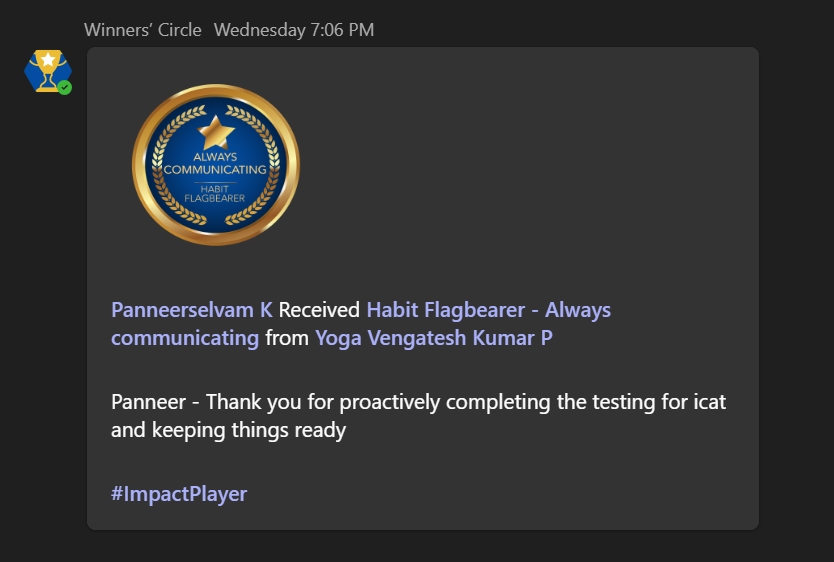 Winners’ Circle Wednesday 7:06 PM
ALWAYS
COMMUNICATING
HABIT
FLAGBEARER
Panneerselvam K Received Habit Flagbearer - Always
communicating from Yoga Vengatesh Kumar P
Panneer - Thank you for proactively completing the testing for icat
and keeping things ready
#ImpactPlayer